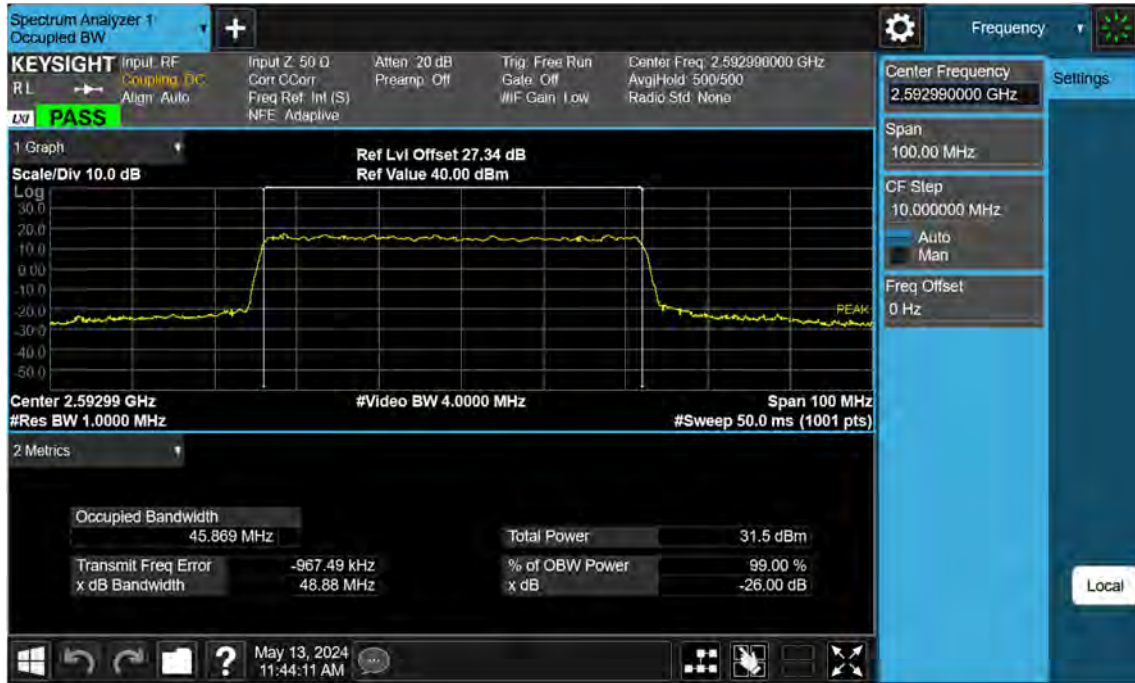 Spectrum Analyzer 1
Occupied BW
+
Frequency
KEYSIGHT
R L
LXI PASS
Input: RF
Coupling: DC
Align: Auto
Input Z: 50 Ω
Corr CCorr
Freq Ref: Int (S)
NFE: Adaptive
Atten: 20 dB
Preamp: Off
Trig: Free Run
Gate: Off
#IF Gain: Low
Center Freq: 2.592990000 GHz
Avg|Hold: 500/500
Radio Std: None
Center Frequency
2.592990000 GHz
Settings
Span
100.00 MHz
CF Step
10.000000 MHz
Auto
Man
Freq Offset
0 Hz
Local
1 Graph
Scale/Div 10.0 dB
Ref Lvl Offset 27.34 dB
Ref Value 40.00 dBm
Log
30.0
20.0
10.0
0.00
-10.0
-20.0
-30.0
-40.0
-50.0
PEAK
Center 2.59299 GHz
#Video BW 4.0000 MHz
Span 100 MHz
#Res BW 1.0000 MHz
#Sweep 50.0 ms (1001 pts)
2 Metrics
Occupied Bandwidth
45.869 MHz
Total Power 31.5 dBm
Transmit Freq Error -967.49 kHz
% of OBW Power 99.00 %
x dB Bandwidth 48.88 MHz
x dB -26.00 dB
?
May 13, 2024
11:44:11 AM